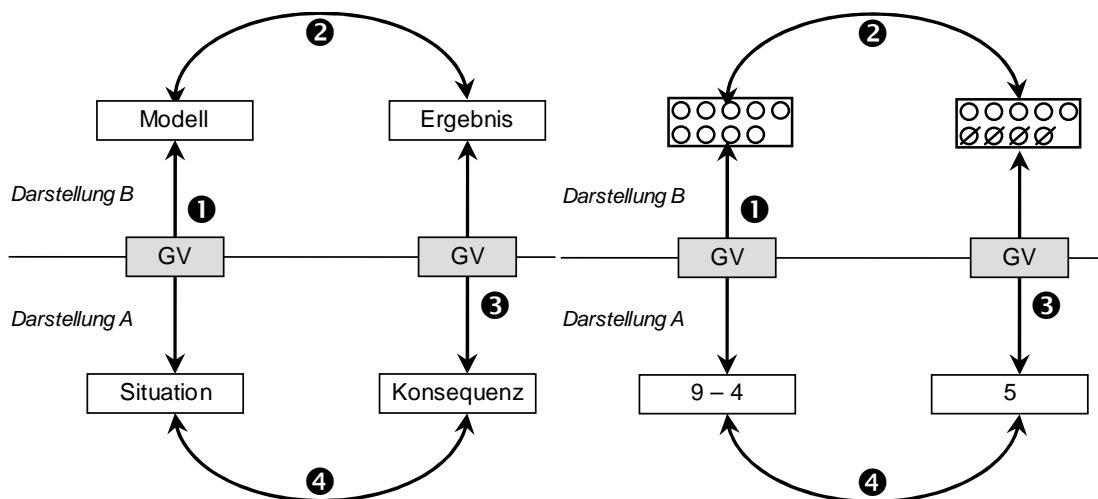 ❷
Modell
Ergebnis
Darstellung B
❶
GV
GV
❸
Darstellung A
Situation
Konsequenz
❹
❷
Darstellung B
❶
GV
GV
❸
Darstellung A
9 – 4
5
❹